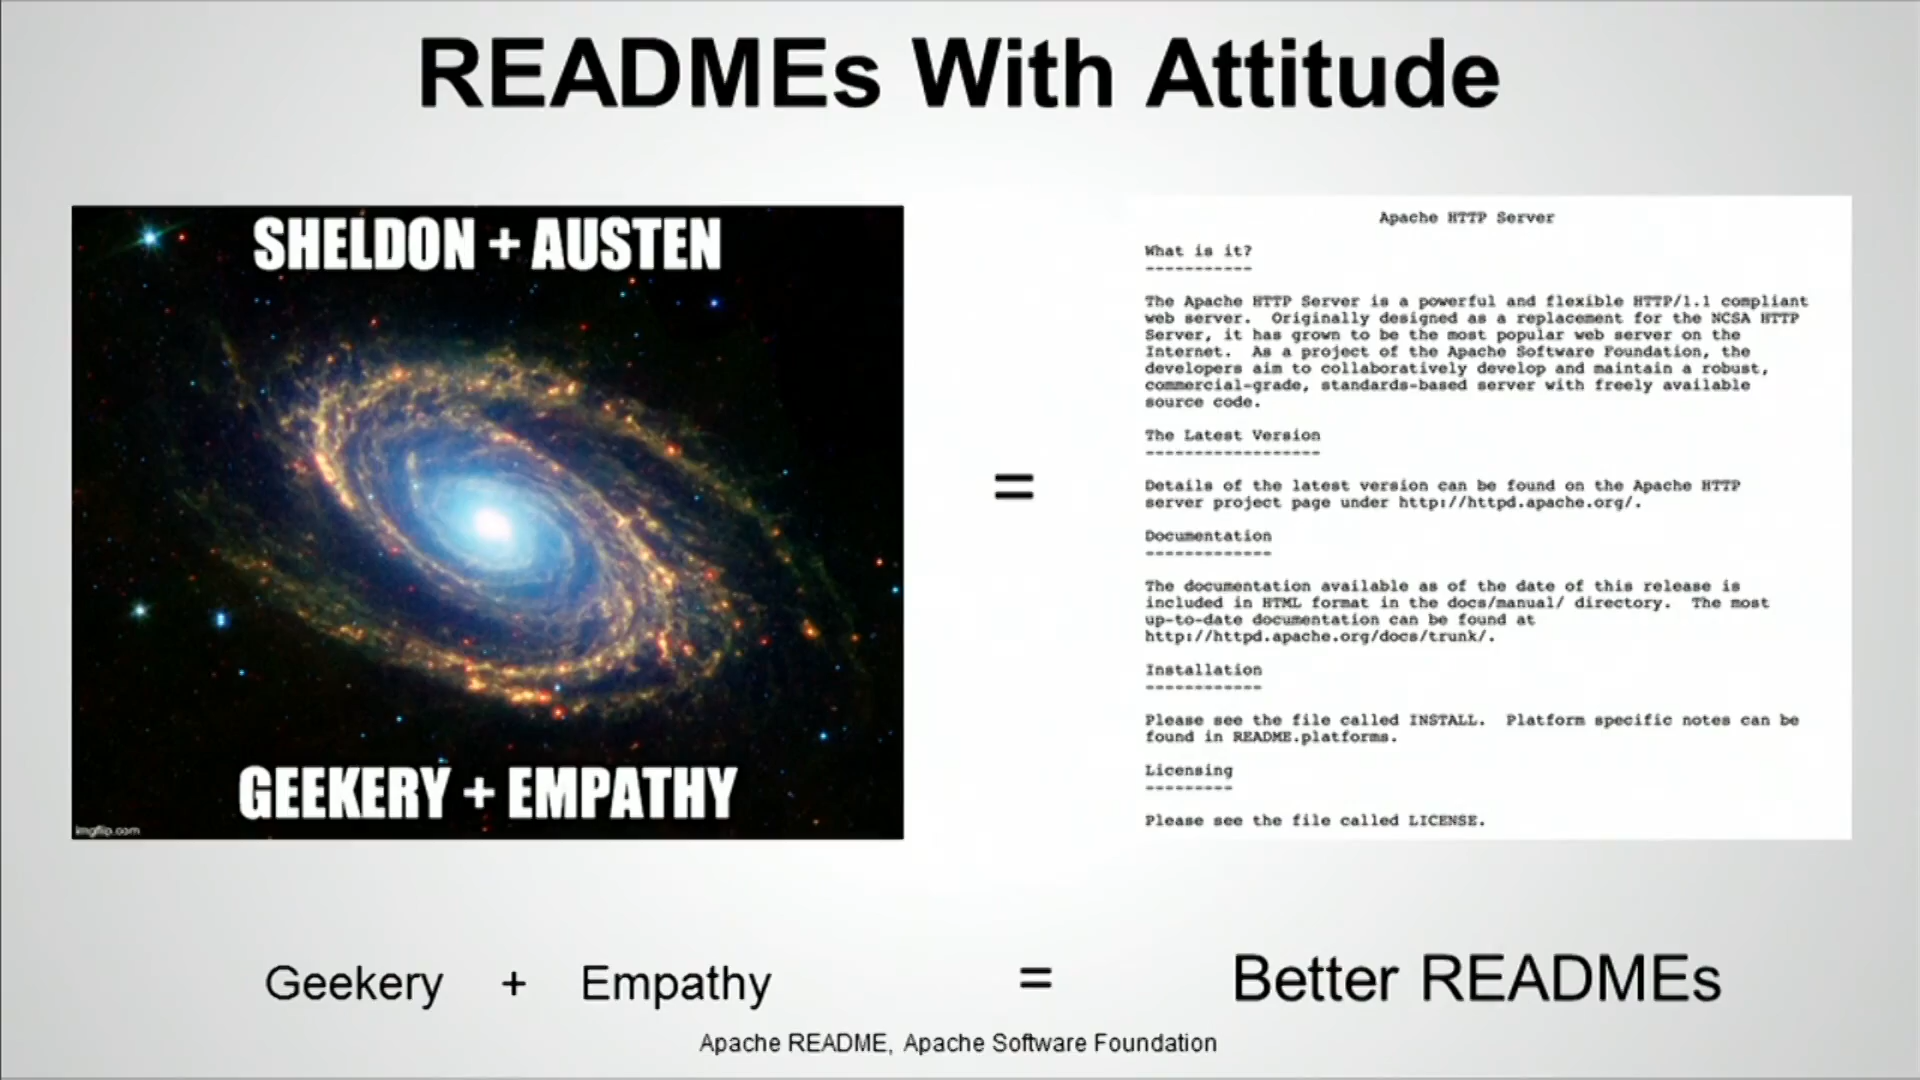 READMEs With Attitude
SHELDON + AUSTEN
GEEKERY + EMPATHY
imgflip.com
=
Apache HTTP Server
What is it?
-----------
The Apache HTTP Server is a powerful and flexible HTTP/1.1 compliant
web server.  Originally designed as a replacement for the NCSA HTTP
Server, it has grown to be the most popular web server on the
Internet.  As a project of the Apache Software Foundation, the
developers aim to collaboratively develop and maintain a robust,
commercial-grade, standards-based server with freely available
source code.
The Latest Version
------------------
Details of the latest version can be found on the Apache HTTP
server project page under http://httpd.apache.org/.
Documentation
-------------
The documentation available as of the date of this release is
included in HTML format in the docs/manual/ directory.  The most
up-to-date documentation can be found at
http://httpd.apache.org/docs/trunk/.
Installation
------------
Please see the file called INSTALL.  Platform specific notes can be
found in README.platforms.
Licensing
---------
Please see the file called LICENSE.
Geekery + Empathy = Better READMEs
Apache README, Apache Software Foundation